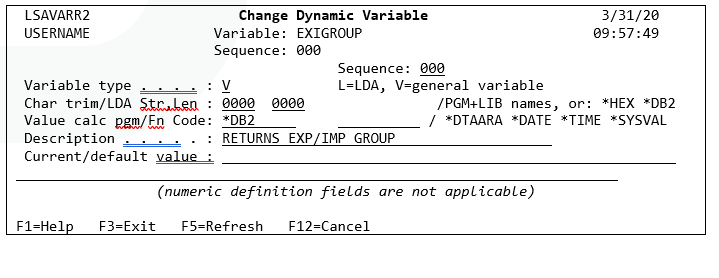 LSAVARR2 Change Dynamic Variable 3/31/20
USERNAME Variable: EXIGROUP 09:57:49
Sequence: 000
Sequence: 000
Variable type . . . . : V L=LDA, V=general variable
Char trim/LDA Str,Len : 0000 0000 /PGM+LIB names, or: *HEX *DB2
Value calc pgm/Fn Code: *DB2 / *DTAARA *DATE *TIME *SYSVAL
Description . . . . . : RETURNS EXP/IMP GROUP
Current/default value :
(numeric definition fields are not applicable)
F1=Help F3=Exit F5=Refresh F12=Cancel